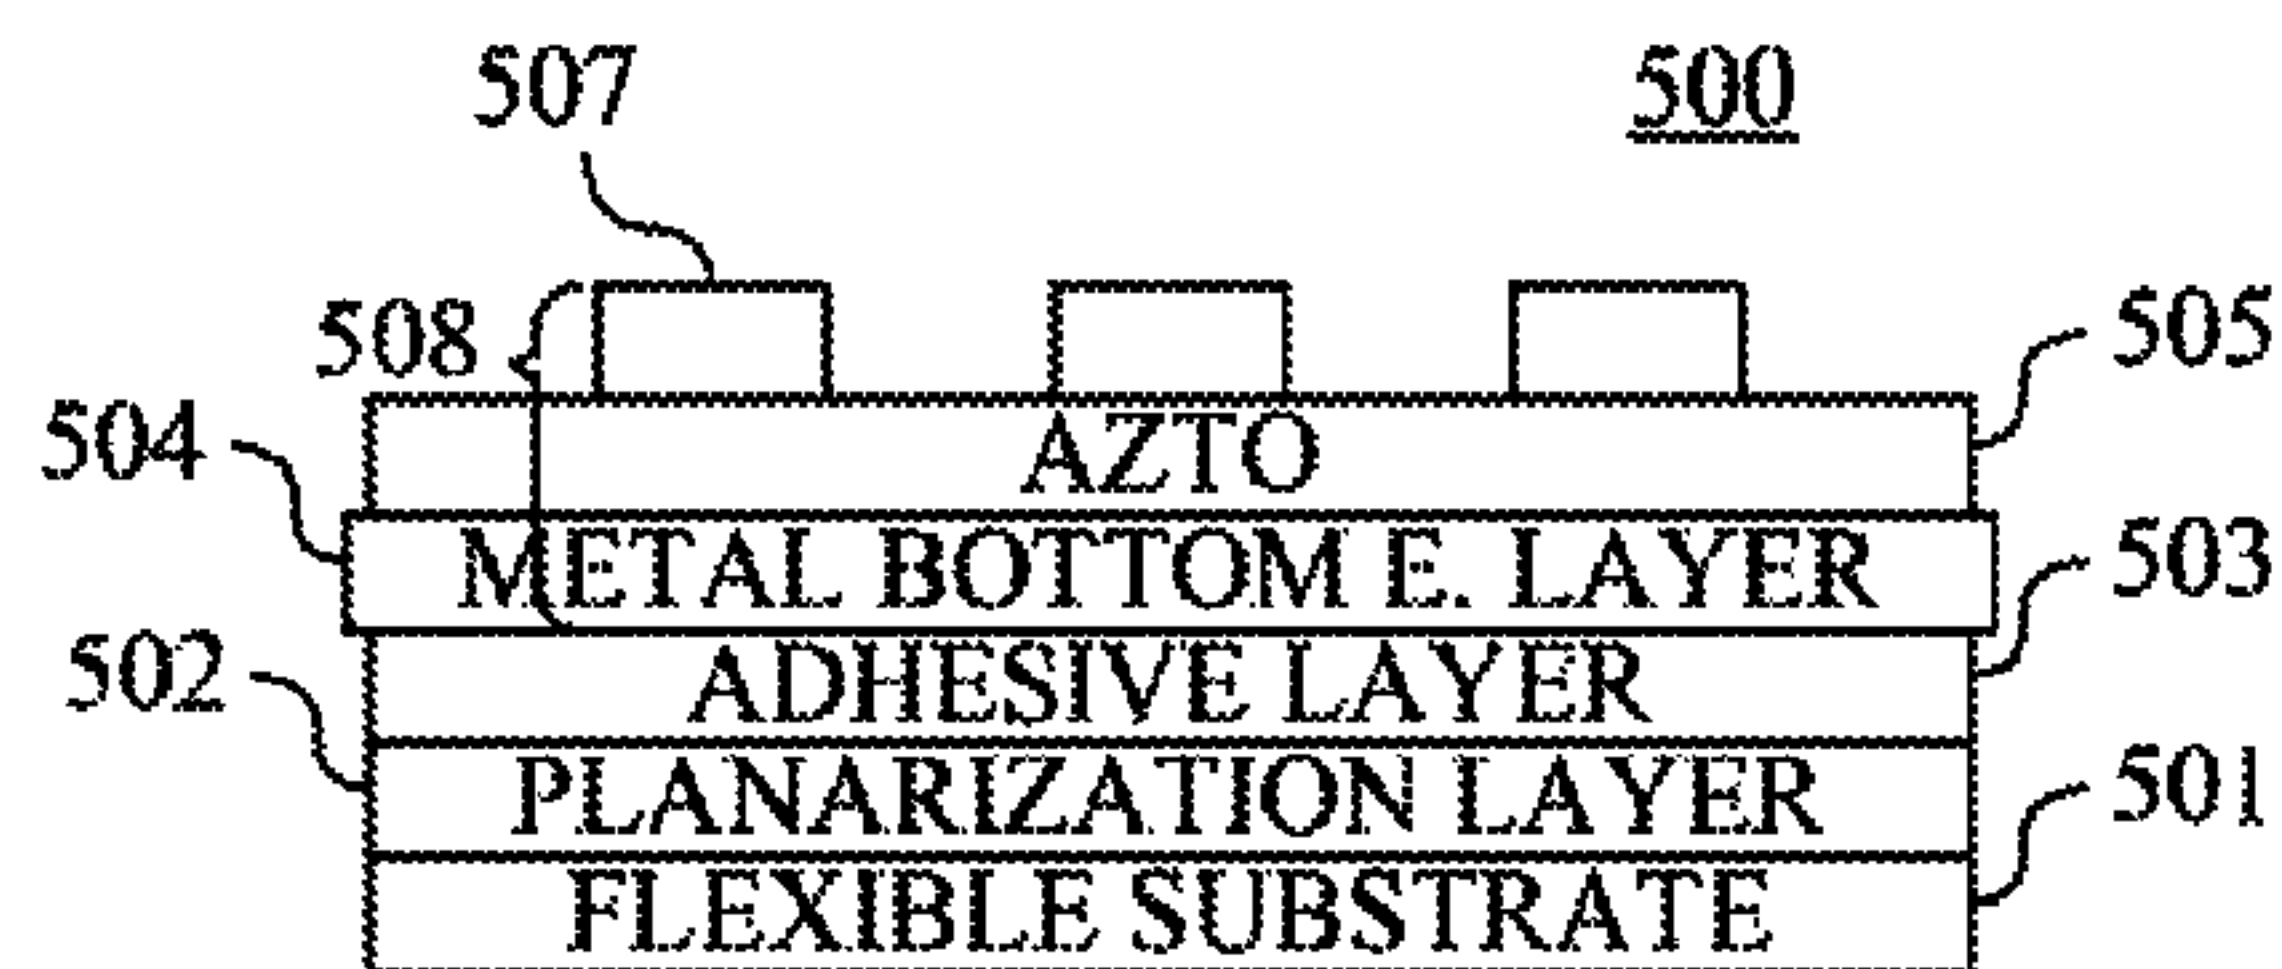 507
500
508
505
504
AZTO
METAL BOTTOM E. LAYER
503
502
ADHESIVE LAYER
PLANARIZATION LAYER
501
FLEXIBLE SUBSTRATE